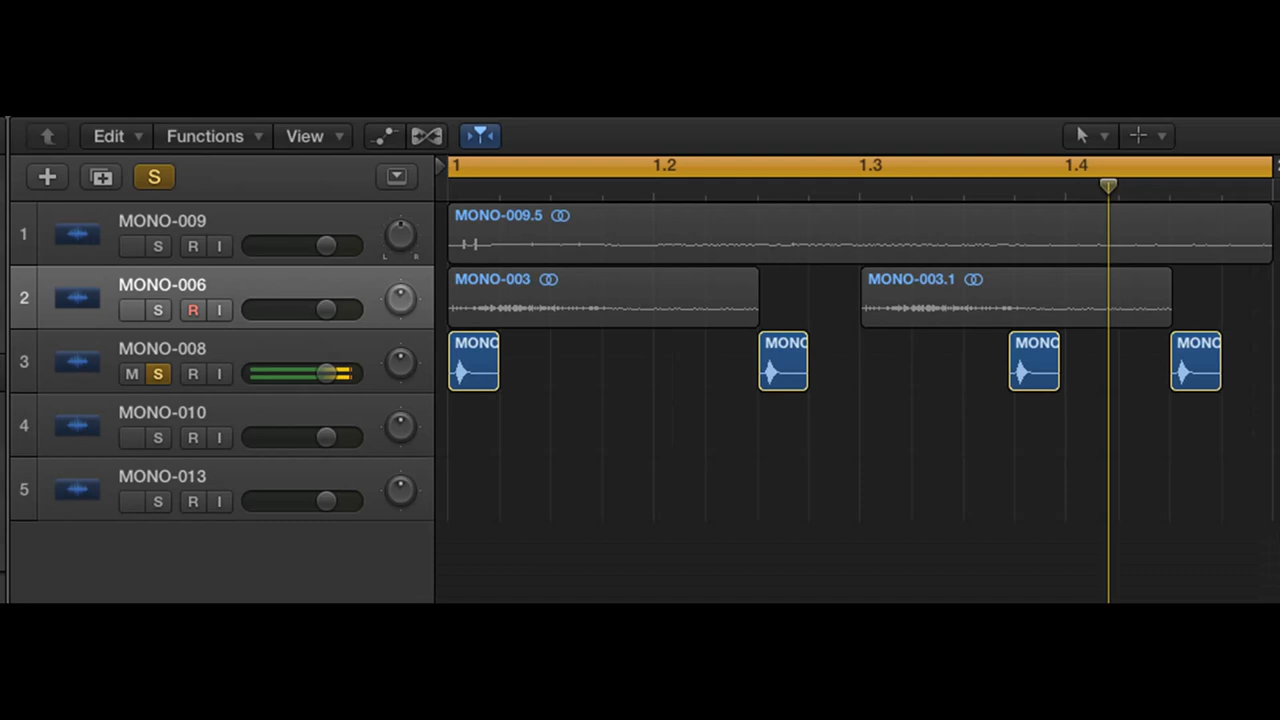 Edit Functions View
S
1 1.2 1.3 1.4
1 MONO-009 S R I L R
MONO-009.5
2 MONO-006 S R I
MONO-003 MONO-003.1
3 MONO-008 M S R I
MONO MONO MONO MONO
4 MONO-010 S R I
5 MONO-013 S R I